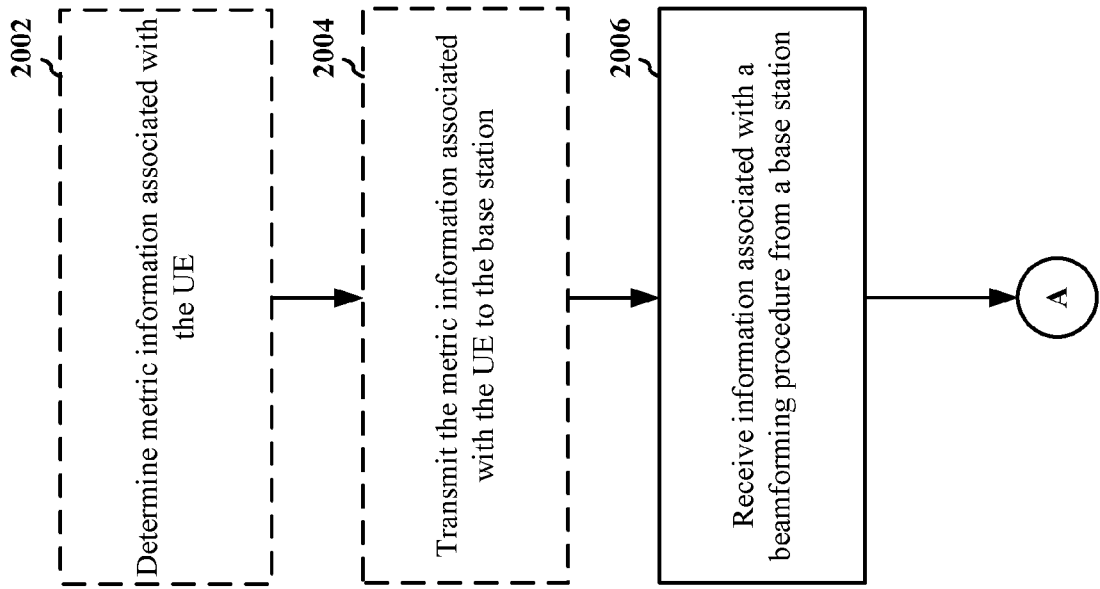 2002
Determine metric information associated with
the UE
2004
Transmit the metric information associated
with the UE to the base station
2006
Receive information associated with a
beamforming procedure from a base station
A